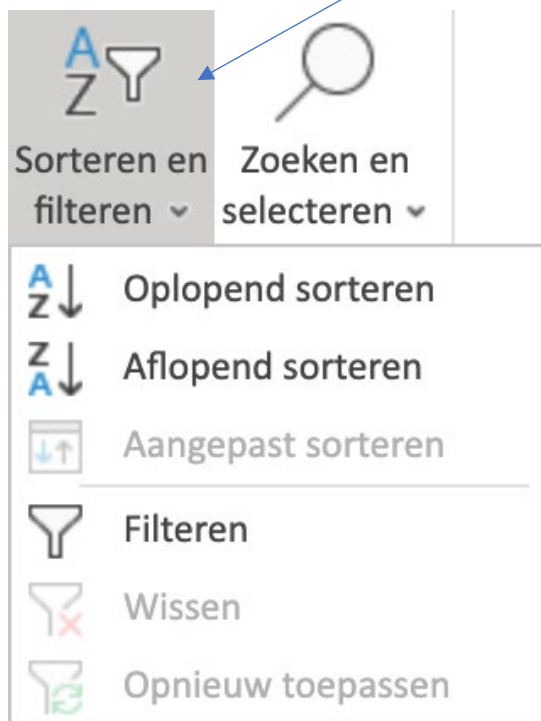 Sorteren en
filteren
Zoeken en
selecteren
Oplopend sorteren
Aflopend sorteren
Aangepast sorteren
Filteren
Wissen
Opnieuw toepassen